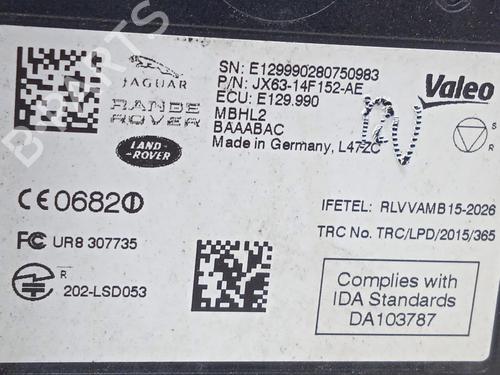 SN: E129990280750983
P/N: JX63-14F152-AE
ECU: E129.990
MBHL2
BAAABAC
Made in Germany, L47ZC
Valeo
JAGUAR
RANGE
ROVER
LAND-
ROVER
CE0682
FC UR8 307735
R
202-LSD053
R
IFETEL: RLVVAMB15-2026
TRC No. TRC/LPD/2015/365
Complies with
IDA Standards
DA103787